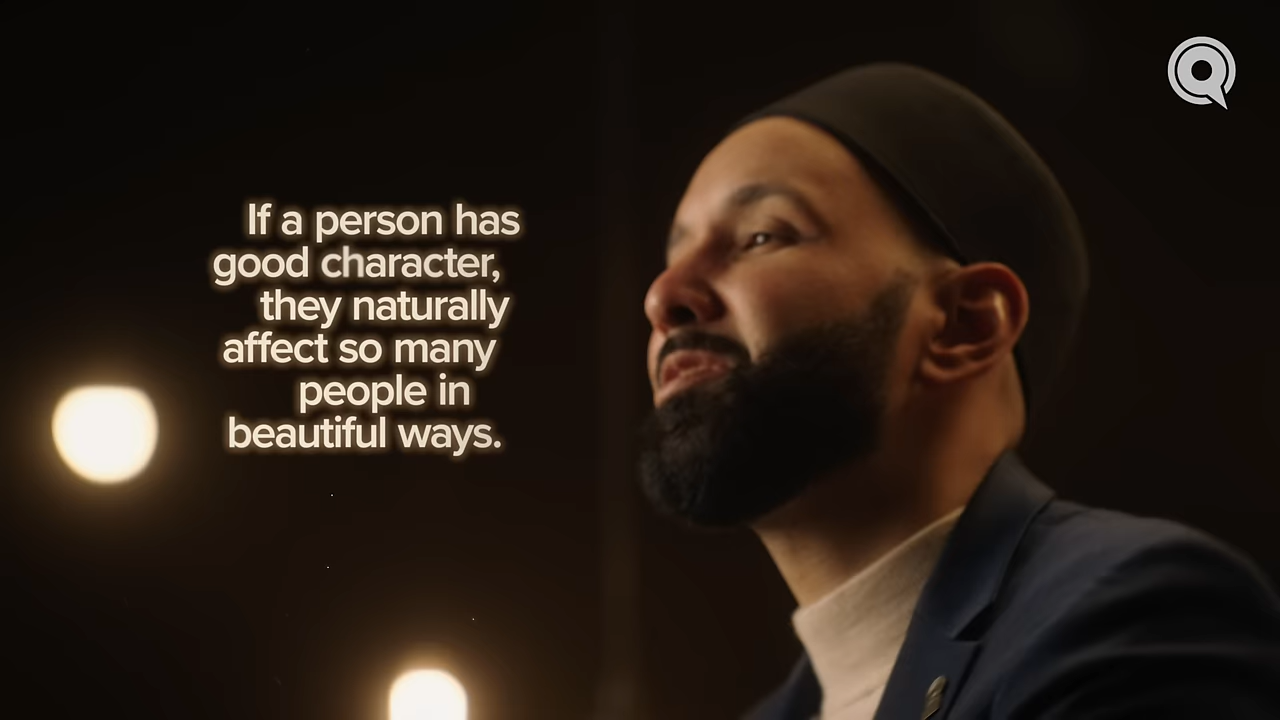 If a person has
good character,
they naturally
affect so many
people in
beautiful ways.